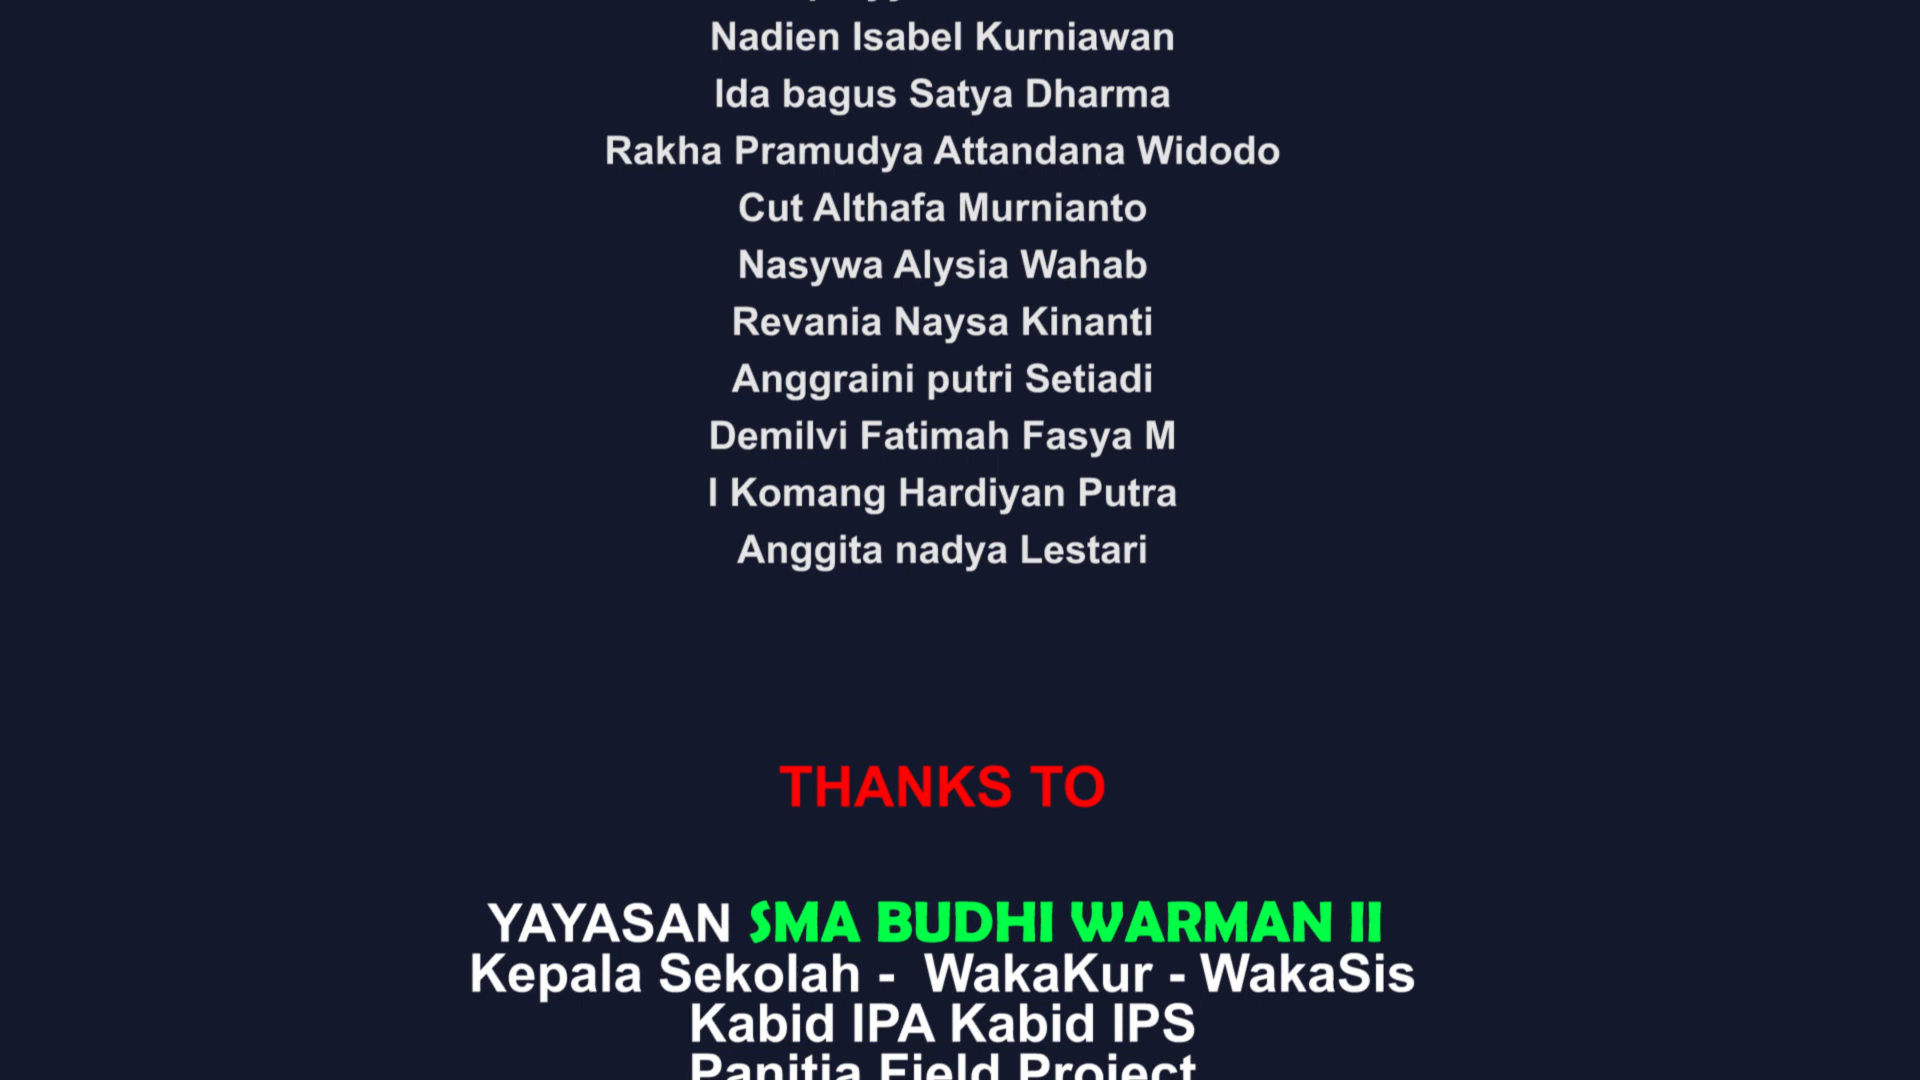 Nadien Isabel Kurniawan
Ida bagus Satya Dharma
Rakha Pramudya Attandana Widodo
Cut Althafa Murnianto
Nasywa Alysia Wahab
Revania Naysa Kinanti
Anggraini putri Setiadi
Demilvi Fatimah Fasya M
I Komang Hardiyan Putra
Anggita nadya Lestari
THANKS TO
YAYASAN SMA BUDHI WARMAN II
Kepala Sekolah -  WakaKur - WakaSis
Kabid IPA Kabid IPS
Panitia Field Project